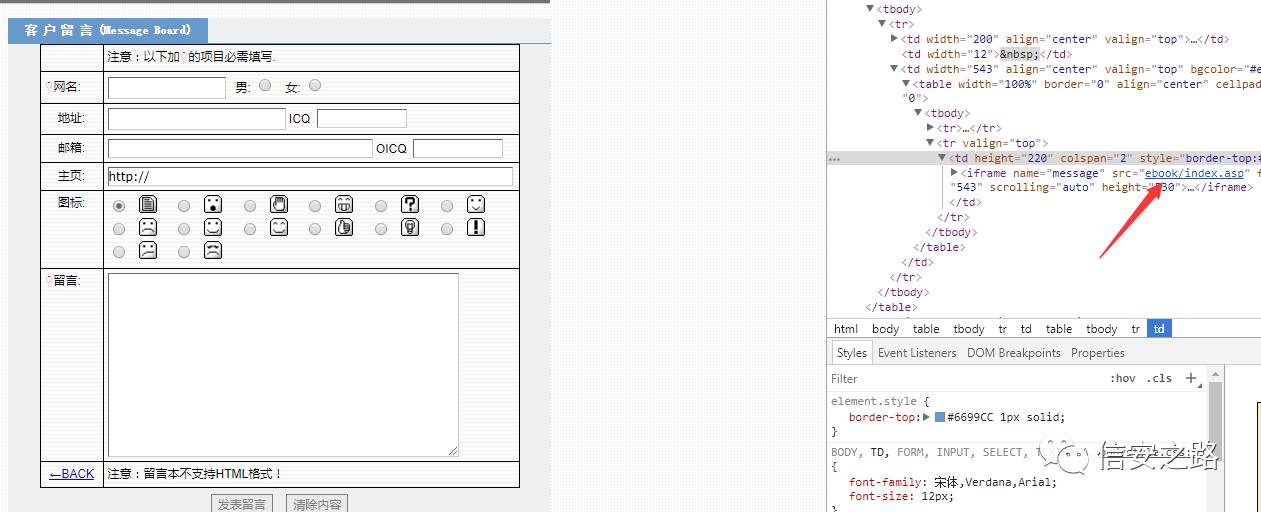 客 户 留 言 (Message Board)
注意：以下加 的项目必需填写.
网名:
男:
女:
地址:
ICQ
邮箱:
OICQ
主页:
http://
图标:
留言:
←BACK
注意：留言本不支持HTML格式！
发表留言
清除内容
▼<tbody>
▼<tr>
▶<td width="200" align="center" valign="top">…</td>
<td width="12">&nbsp;</td>
▼<td width="543" align="center" valign="top" bgcolor="#e
▼<table width="100%" border="0" align="center" cellpad
"0">
▼<tbody>
▶<tr>…</tr>
▼<tr valign="top">
… ▼<td height="220" colspan="2" style="border-top:#
▶<iframe name="message" src="ebook/index.asp" f
"543" scrolling="auto" height="530">…</iframe>
</td>
</tr>
</tbody>
</table>
</td>
</tr>
</tbody>
</table>
html body table tbody tr td table tbody tr td
Styles Event Listeners DOM Breakpoints Properties
Filter
:hov .cls +
element.style {
border-top:▶ #6699CC 1px solid;
}
BODY, TD, FORM, INPUT, SELECT,
{
font-family: 宋体,Verdana,Arial;
font-size: 12px;
}
信安之路